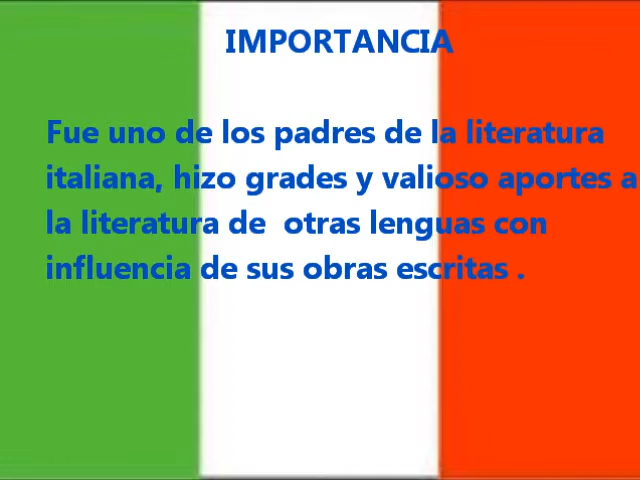 IMPORTANCIA
Fue uno de los padres de la literatura
italiana, hizo grades y valioso aportes a
la literatura de otras lenguas con
influencia de sus obras escritas .